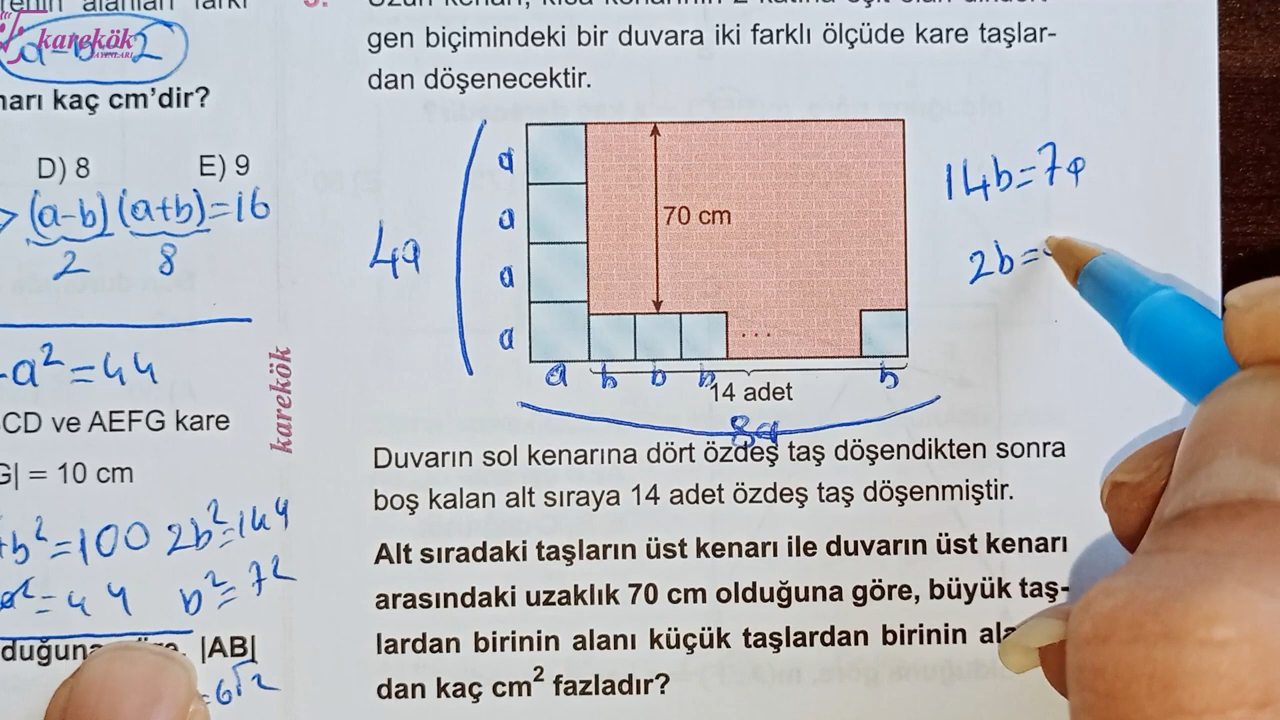 karekök
YAYINLARI
narı kaç cm'dir?
D) 8 E) 9
(a-b)(a+b)=16
2 8
-a²=44
CD ve AEFG kare
G| = 10 cm
+b²=100 2b²=144
=44 b²=72
|AB|
=6√2
karekök
gen biçimindeki bir duvara iki farklı ölçüde kare taşlar-
dan döşenecektir.
a
a
a
a
4a
70 cm
...
a b b b b
14 adet
8a
14b=7a
2b=
Duvarın sol kenarına dört özdeş taş döşendikten sonra
boş kalan alt sıraya 14 adet özdeş taş döşenmiştir.
Alt sıradaki taşların üst kenarı ile duvarın üst kenarı
arasındaki uzaklık 70 cm olduğuna göre, büyük taş-
lardan birinin alanı küçük taşlardan birinin
dan kaç cm² fazladır?